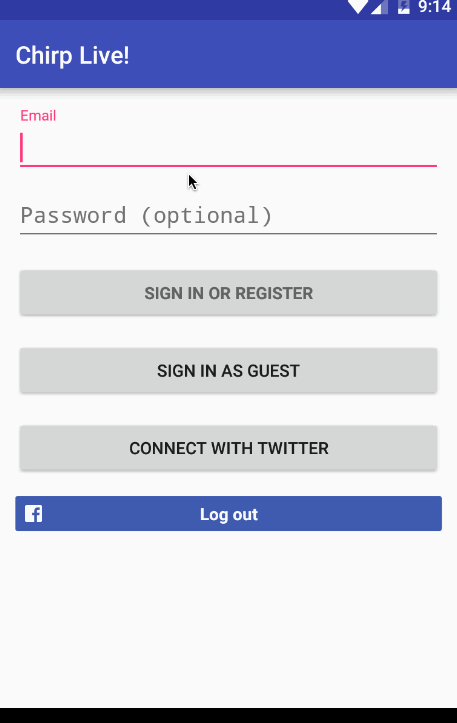 9:14
Chirp Live!
Email
Password (optional)
SIGN IN OR REGISTER
SIGN IN AS GUEST
CONNECT WITH TWITTER
Log out